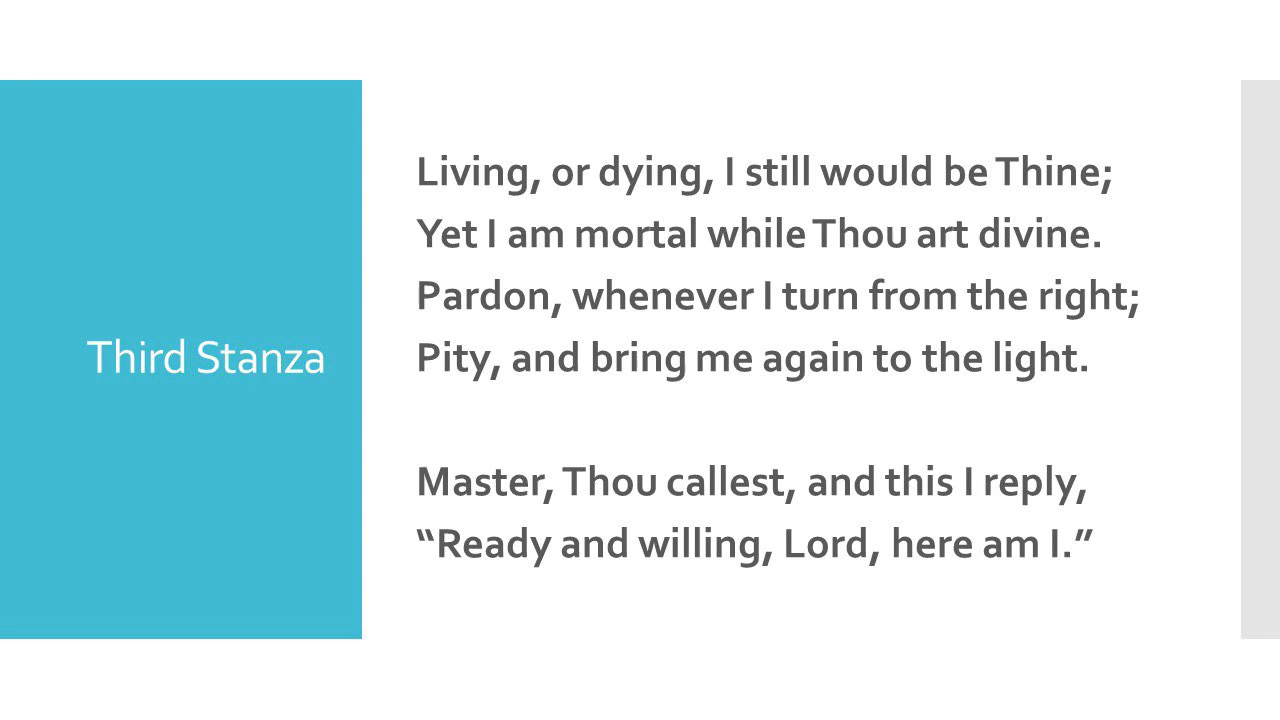 Third Stanza
Living, or dying, I still would be Thine;
Yet I am mortal while Thou art divine.
Pardon, whenever I turn from the right;
Pity, and bring me again to the light.
Master, Thou callest, and this I reply,
“Ready and willing, Lord, here am I.”